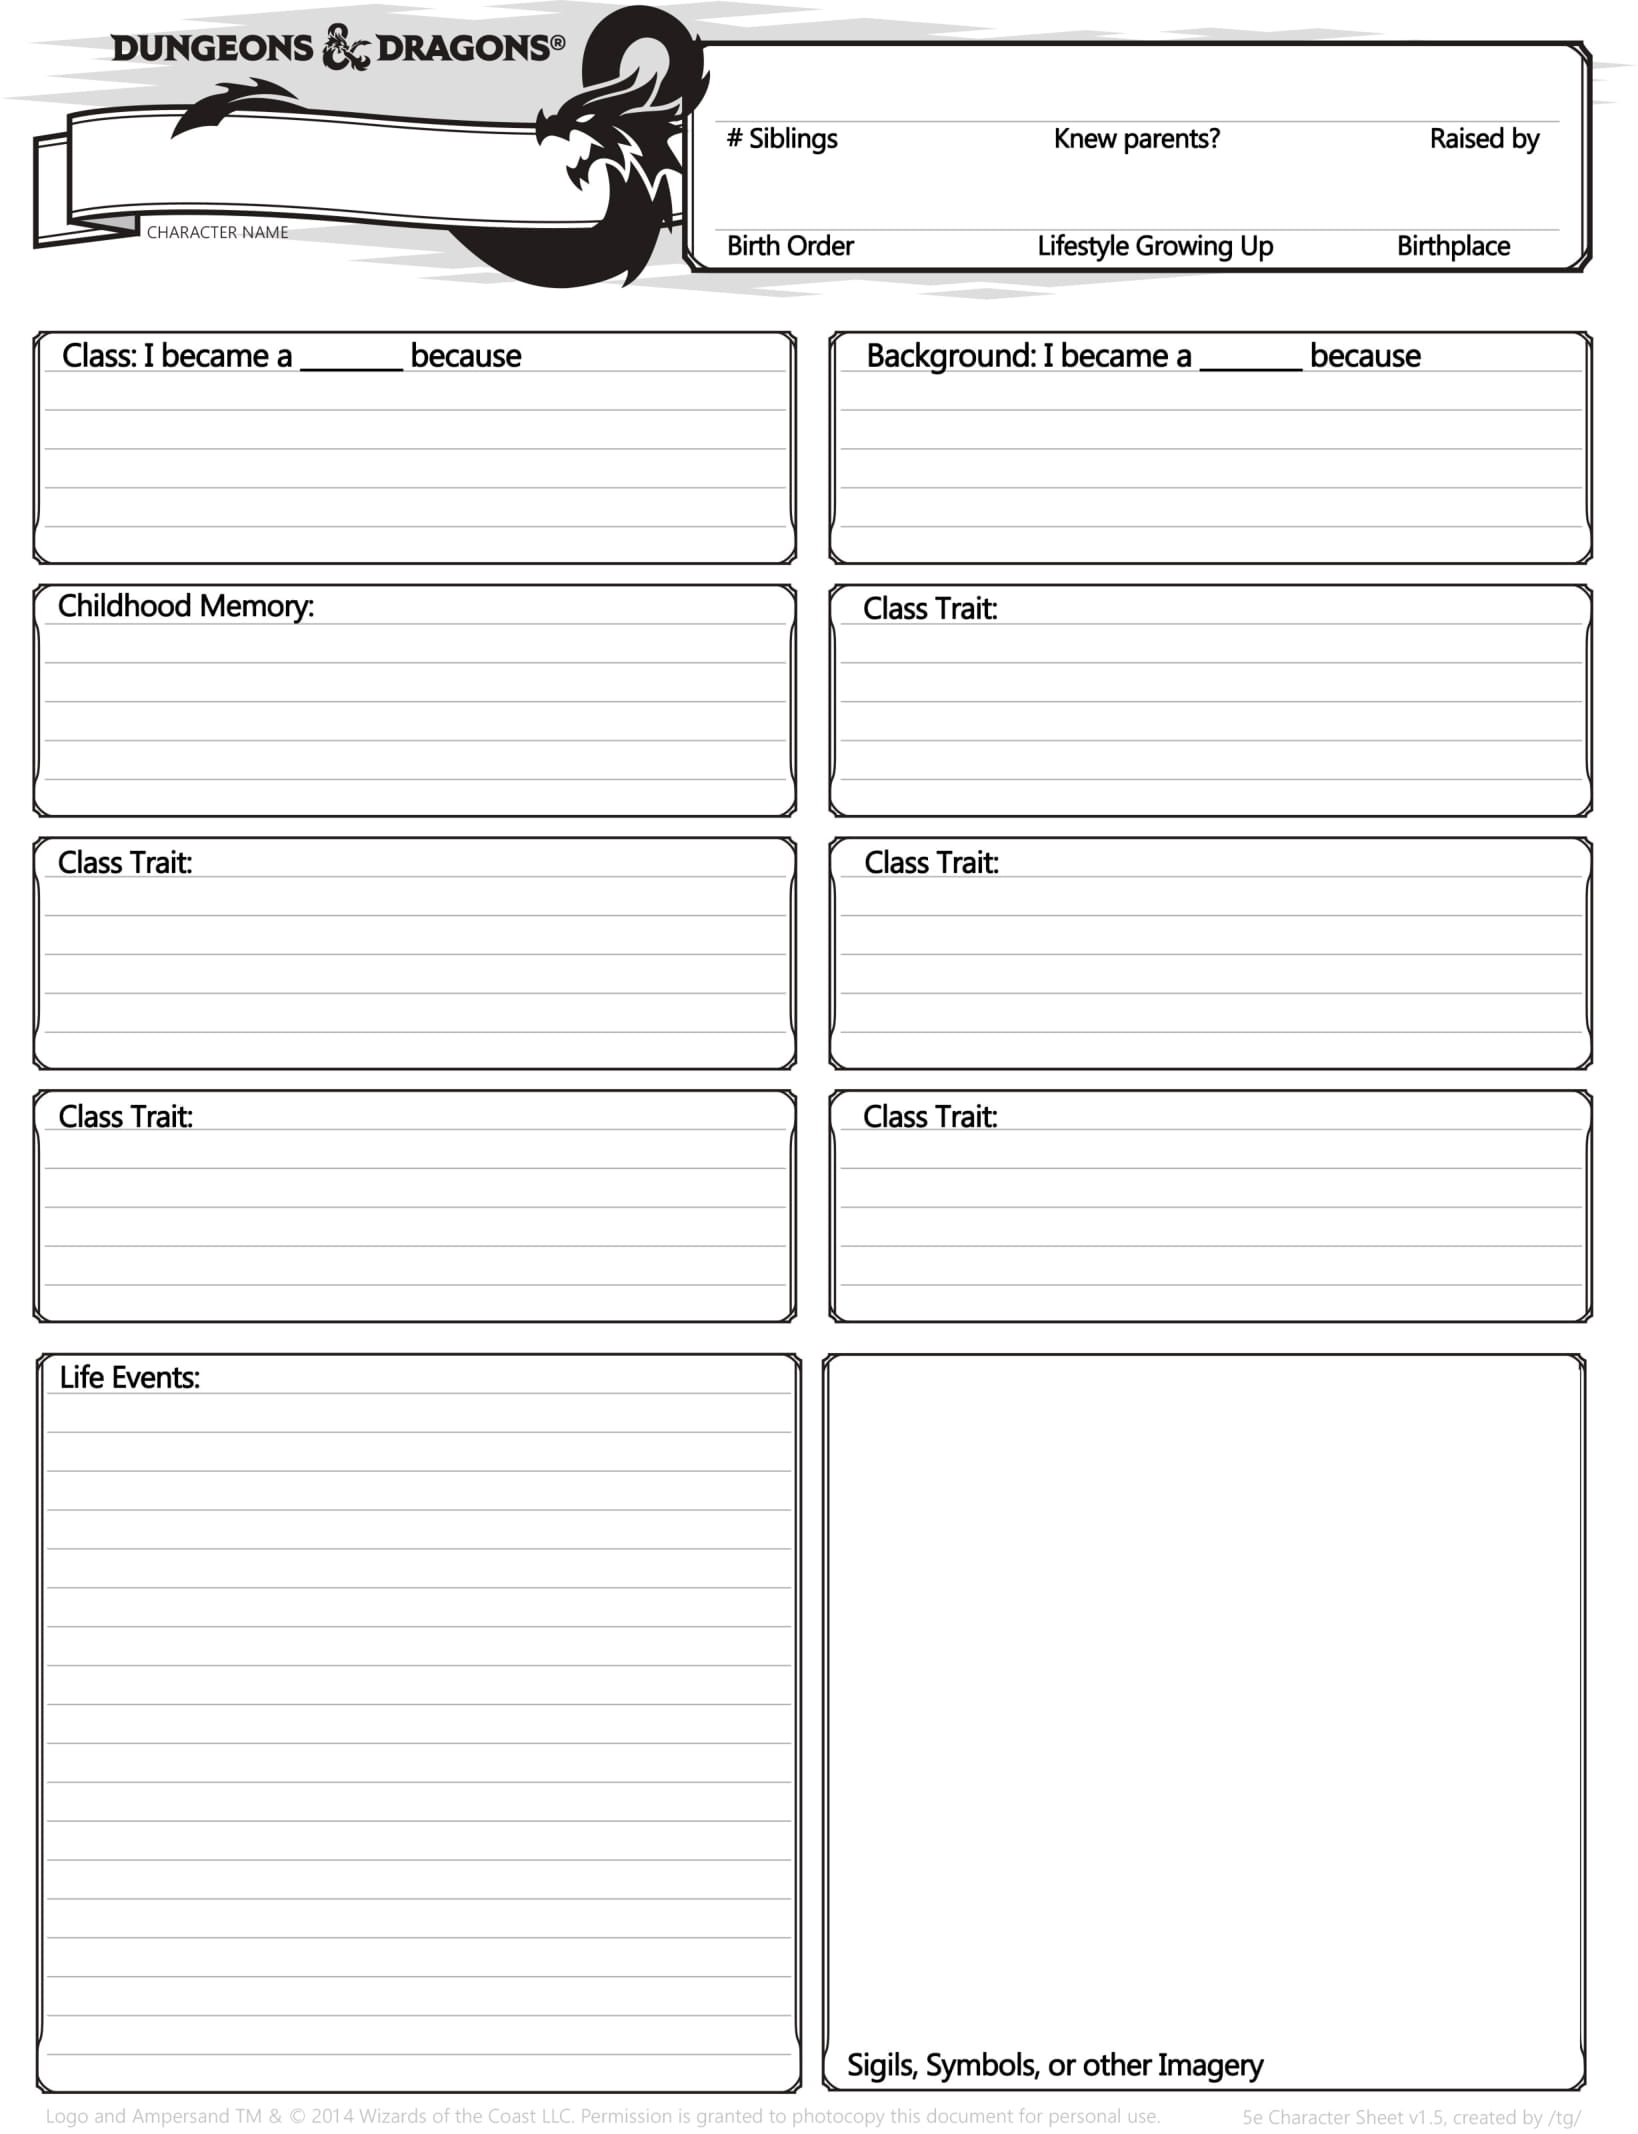 DUNGEONS & DRAGONS®
CHARACTER NAME
# Siblings Knew parents? Raised by
Birth Order Lifestyle Growing Up Birthplace
Class: I became a _______ because
Background: I became a _______ because
Childhood Memory:
Class Trait:
Class Trait:
Class Trait:
Class Trait:
Class Trait:
Life Events:
Sigils, Symbols, or other Imagery
Logo and Ampersand TM & © 2014 Wizards of the Coast LLC. Permission is granted to photocopy this document for personal use.
5e Character Sheet v1.5, created by /tg/